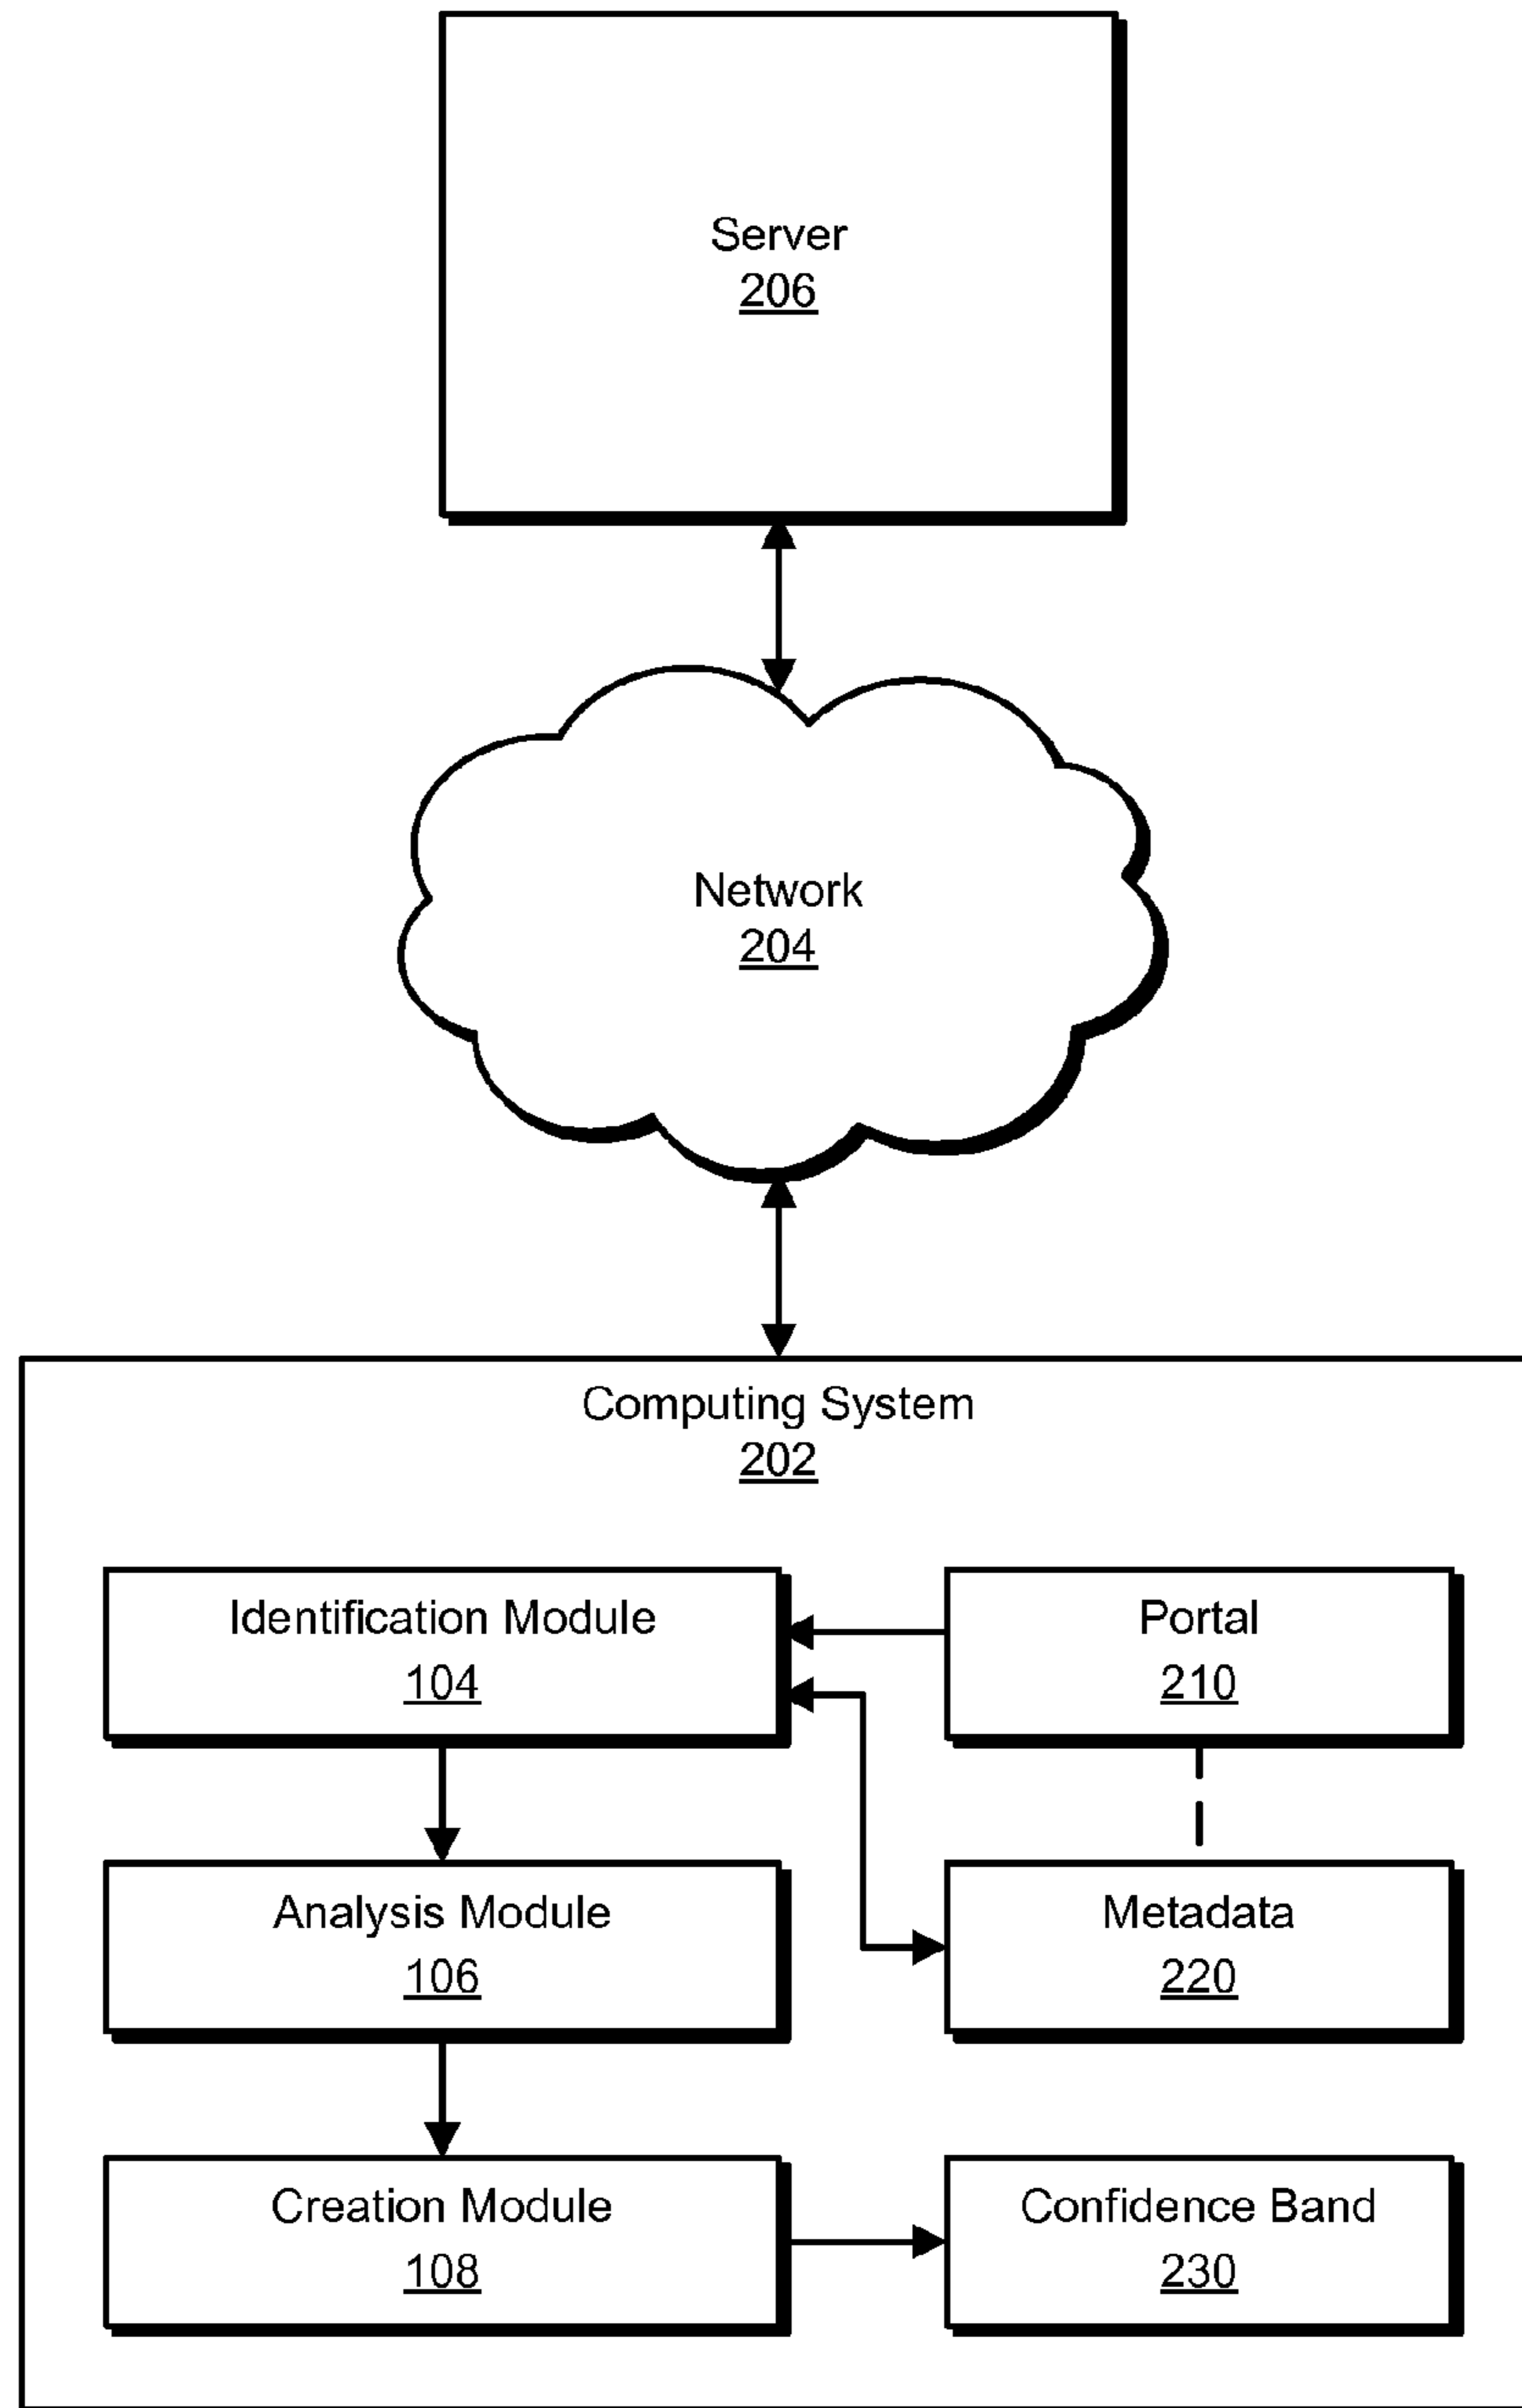 Server
206
Network
204
Computing System
202
Identification Module
104
Portal
210
Analysis Module
106
Metadata
220
Creation Module
108
Confidence Band
230